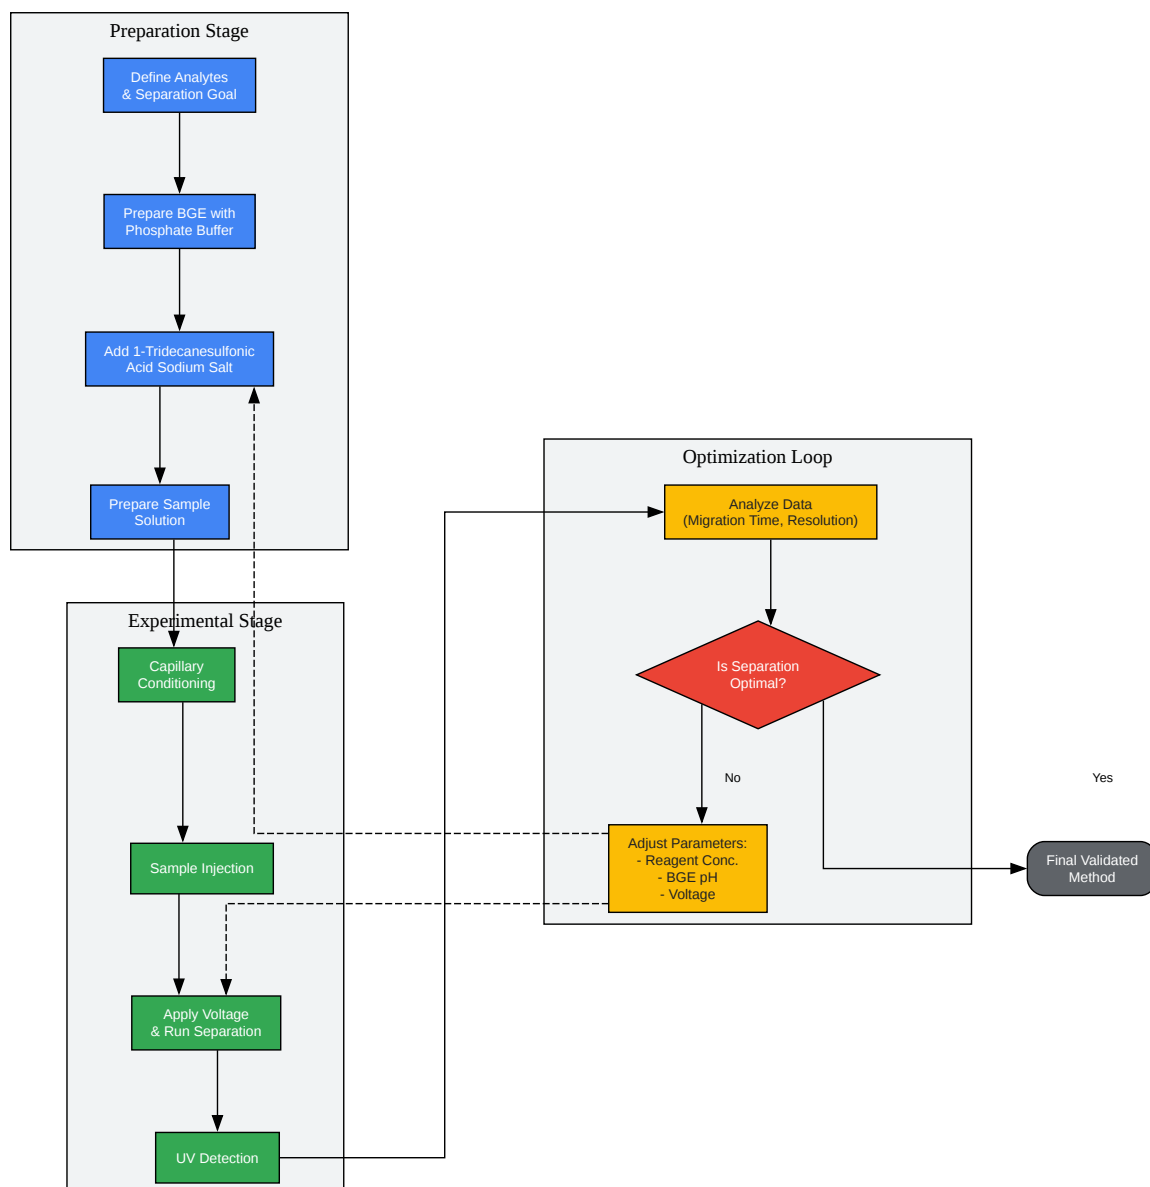 Preparation Stage
Define Analytes
& Separation Goal
Prepare BGE with
Phosphate Buffer
Add 1-Tridecanesulfonic
Acid Sodium Salt
Prepare Sample
Solution
Experimental Stage
Capillary
Conditioning
Sample Injection
Apply Voltage
& Run Separation
UV Detection
Optimization Loop
Analyze Data
(Migration Time, Resolution)
Is Separation
Optimal?
No
Adjust Parameters:
- Reagent Conc.
- BGE pH
- Voltage
Yes
Final Validated
Method